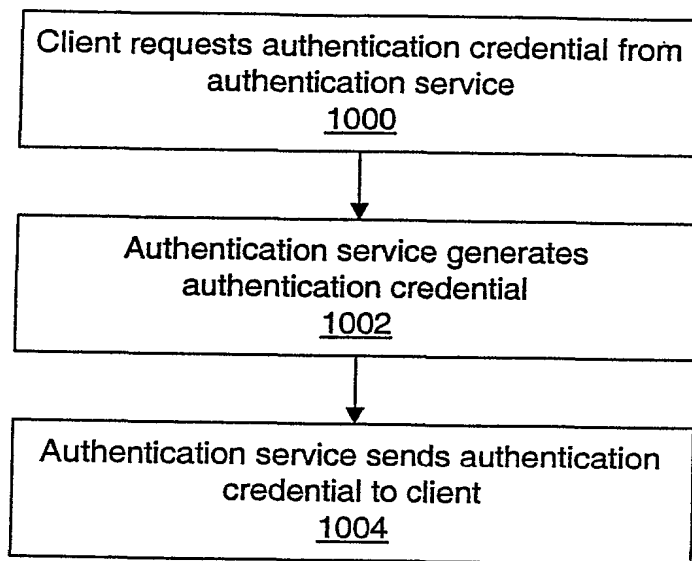 Client requests authentication credential from
authentication service
1000
Authentication service generates
authentication credential
1002
Authentication service sends authentication
credential to client
1004